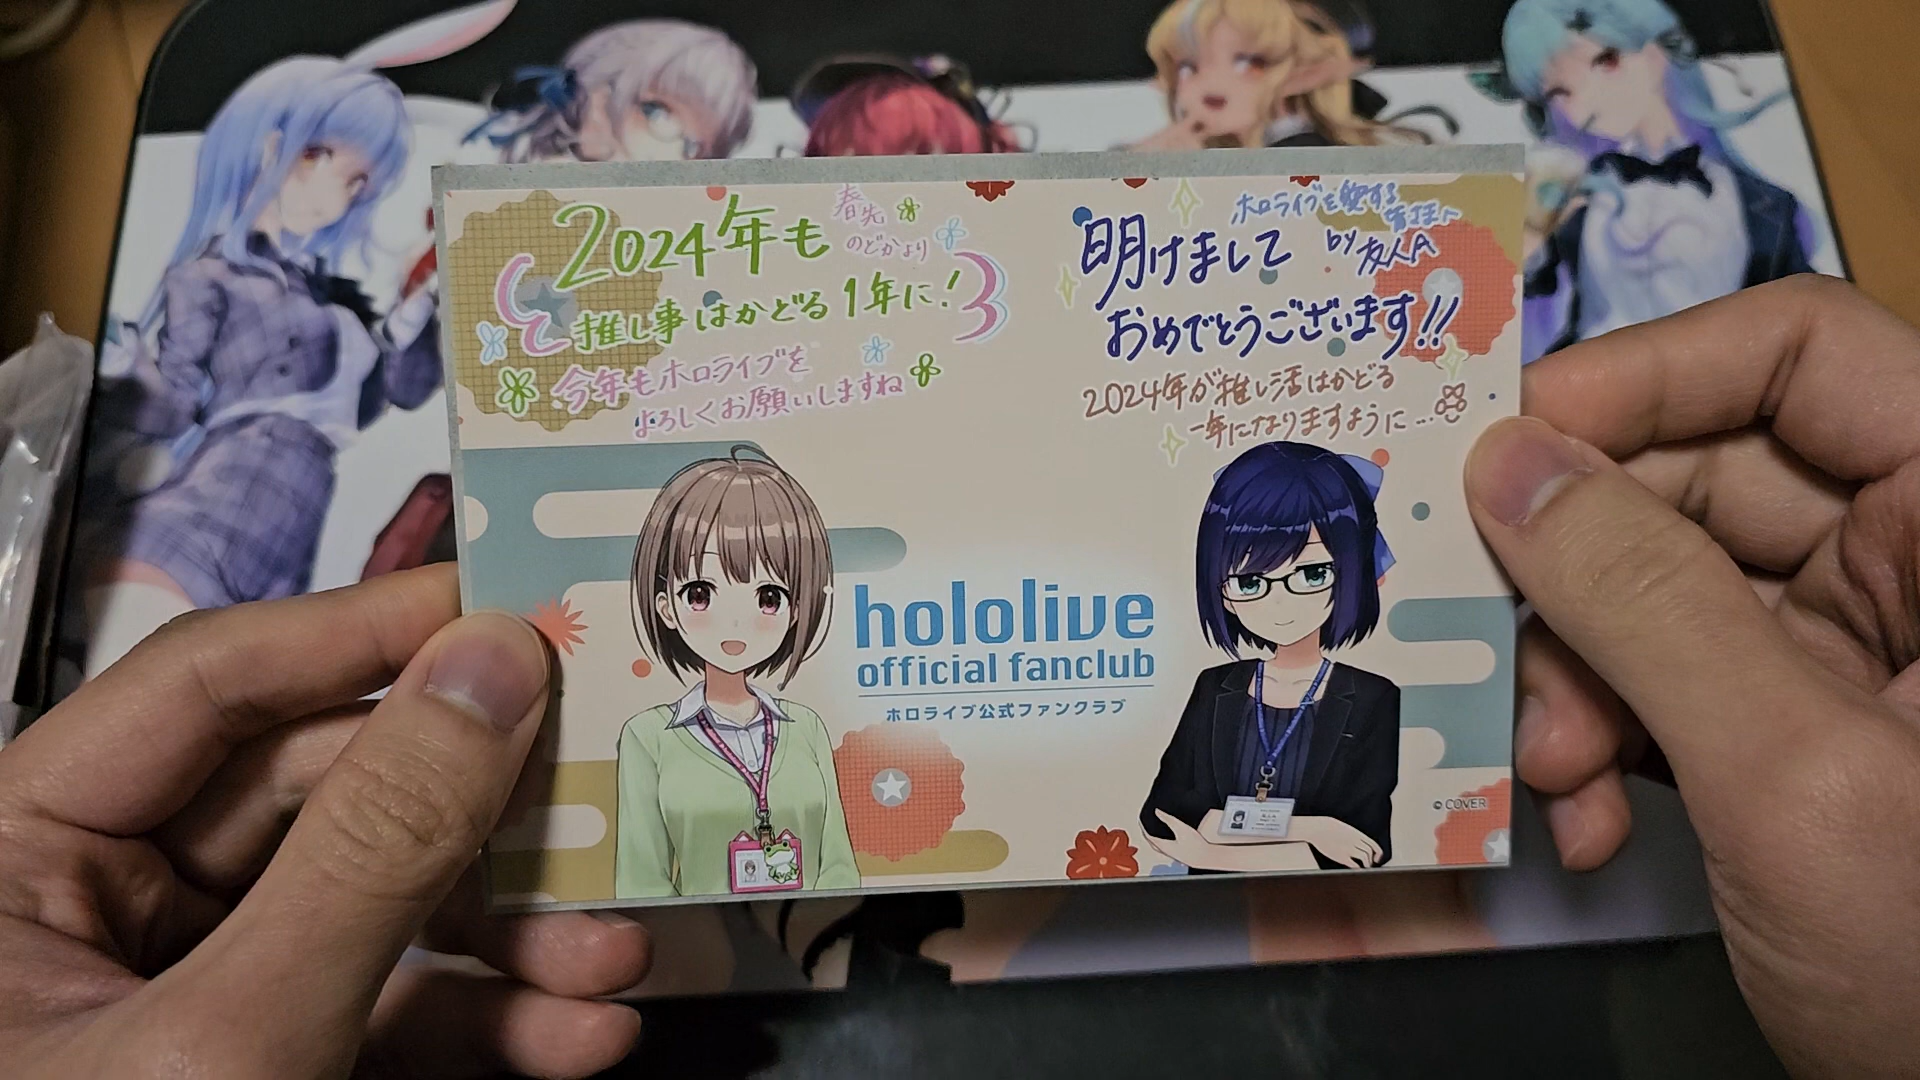 2024年も
春先
のどかより
推し事はかどる1年に!
今年もホロライブを
よろしくお願いしますね
ホロライブを愛する
by 友人A
明けまして
おめでとうございます!!
2024年が推し活はかどる
一年になりますように...
hololive
official fanclub
ホロライブ公式ファンクラブ
© COVER